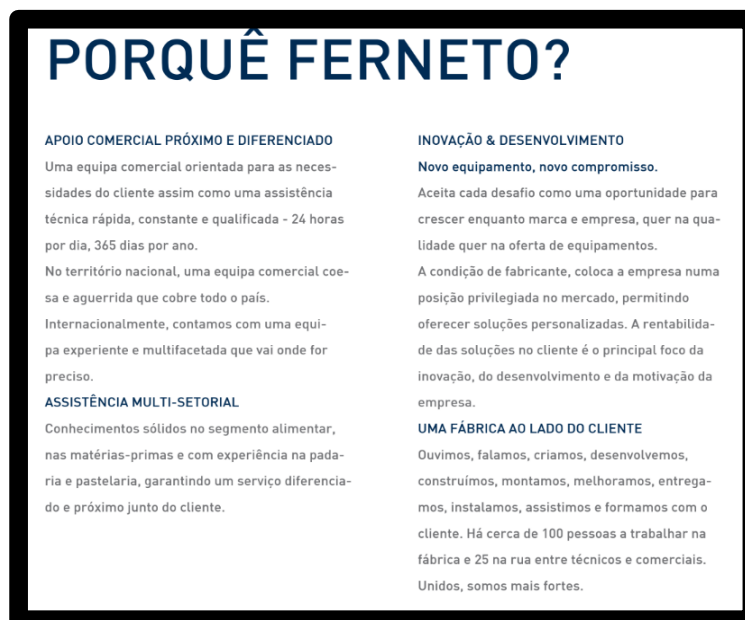 PORQUÊ FERNETO?
APOIO COMERCIAL PRÓXIMO E DIFERENCIADO
Uma equipa comercial orientada para as neces-
sidades do cliente assim como uma assistência
técnica rápida, constante e qualificada - 24 horas
por dia, 365 dias por ano.
No território nacional, uma equipa comercial coe-
sa e aguerrida que cobre todo o país.
Internacionalmente, contamos com uma equi-
pa experiente e multifacetada que vai onde for
preciso.
ASSISTÊNCIA MULTI-SETORIAL
Conhecimentos sólidos no segmento alimentar,
nas matérias-primas e com experiência na pada-
ria e pastelaria, garantindo um serviço diferencia-
do e próximo junto do cliente.
INOVAÇÃO & DESENVOLVIMENTO
Novo equipamento, novo compromisso.
Aceita cada desafio como uma oportunidade para
crescer enquanto marca e empresa, quer na qua-
lidade quer na oferta de equipamentos.
A condição de fabricante, coloca a empresa numa
posição privilegiada no mercado, permitindo
oferecer soluções personalizadas. A rentabilida-
de das soluções no cliente é o principal foco da
inovação, do desenvolvimento e da motivação da
empresa.
UMA FÁBRICA AO LADO DO CLIENTE
Ouvimos, falamos, criamos, desenvolvemos,
construímos, montamos, melhoramos, entrega-
mos, instalamos, assistimos e formamos com o
cliente. Há cerca de 100 pessoas a trabalhar na
fábrica e 25 na rua entre técnicos e comerciais.
Unidos, somos mais fortes.